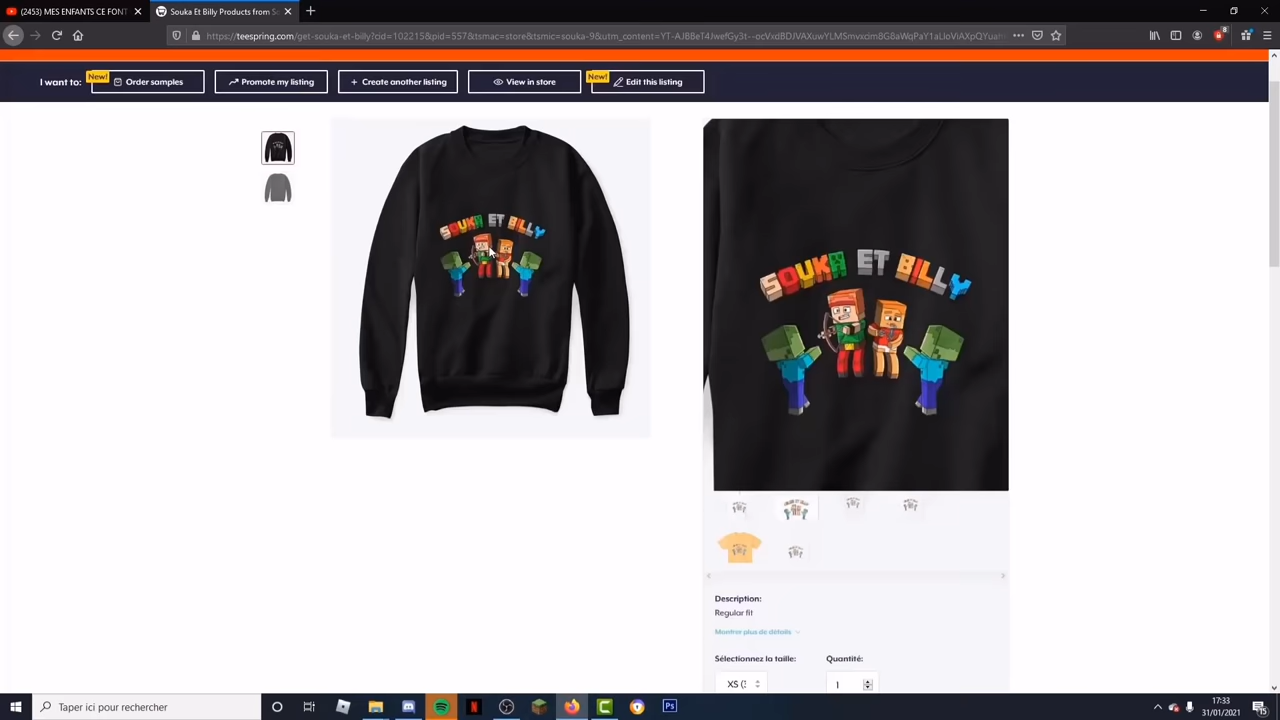 (2453) MES ENFANTS CE FONT
Souka Et Billy Products from So
https://teespring.com/get-souka-et-billy?cid=102215&pid=557&tsmac=store&tsmic=souka-9&utm_content=
I want to:
New!
Order samples
Promote my listing
Create another listing
View in store
New!
Edit this listing
SOUKA ET BILLY
SOUKA ET BILLY
Description:
Regular fit
Montrer plus de détails
Sélectionnez la taille:
Quantité:
XS (
1
Taper ici pour rechercher
17:33
31/01/2021